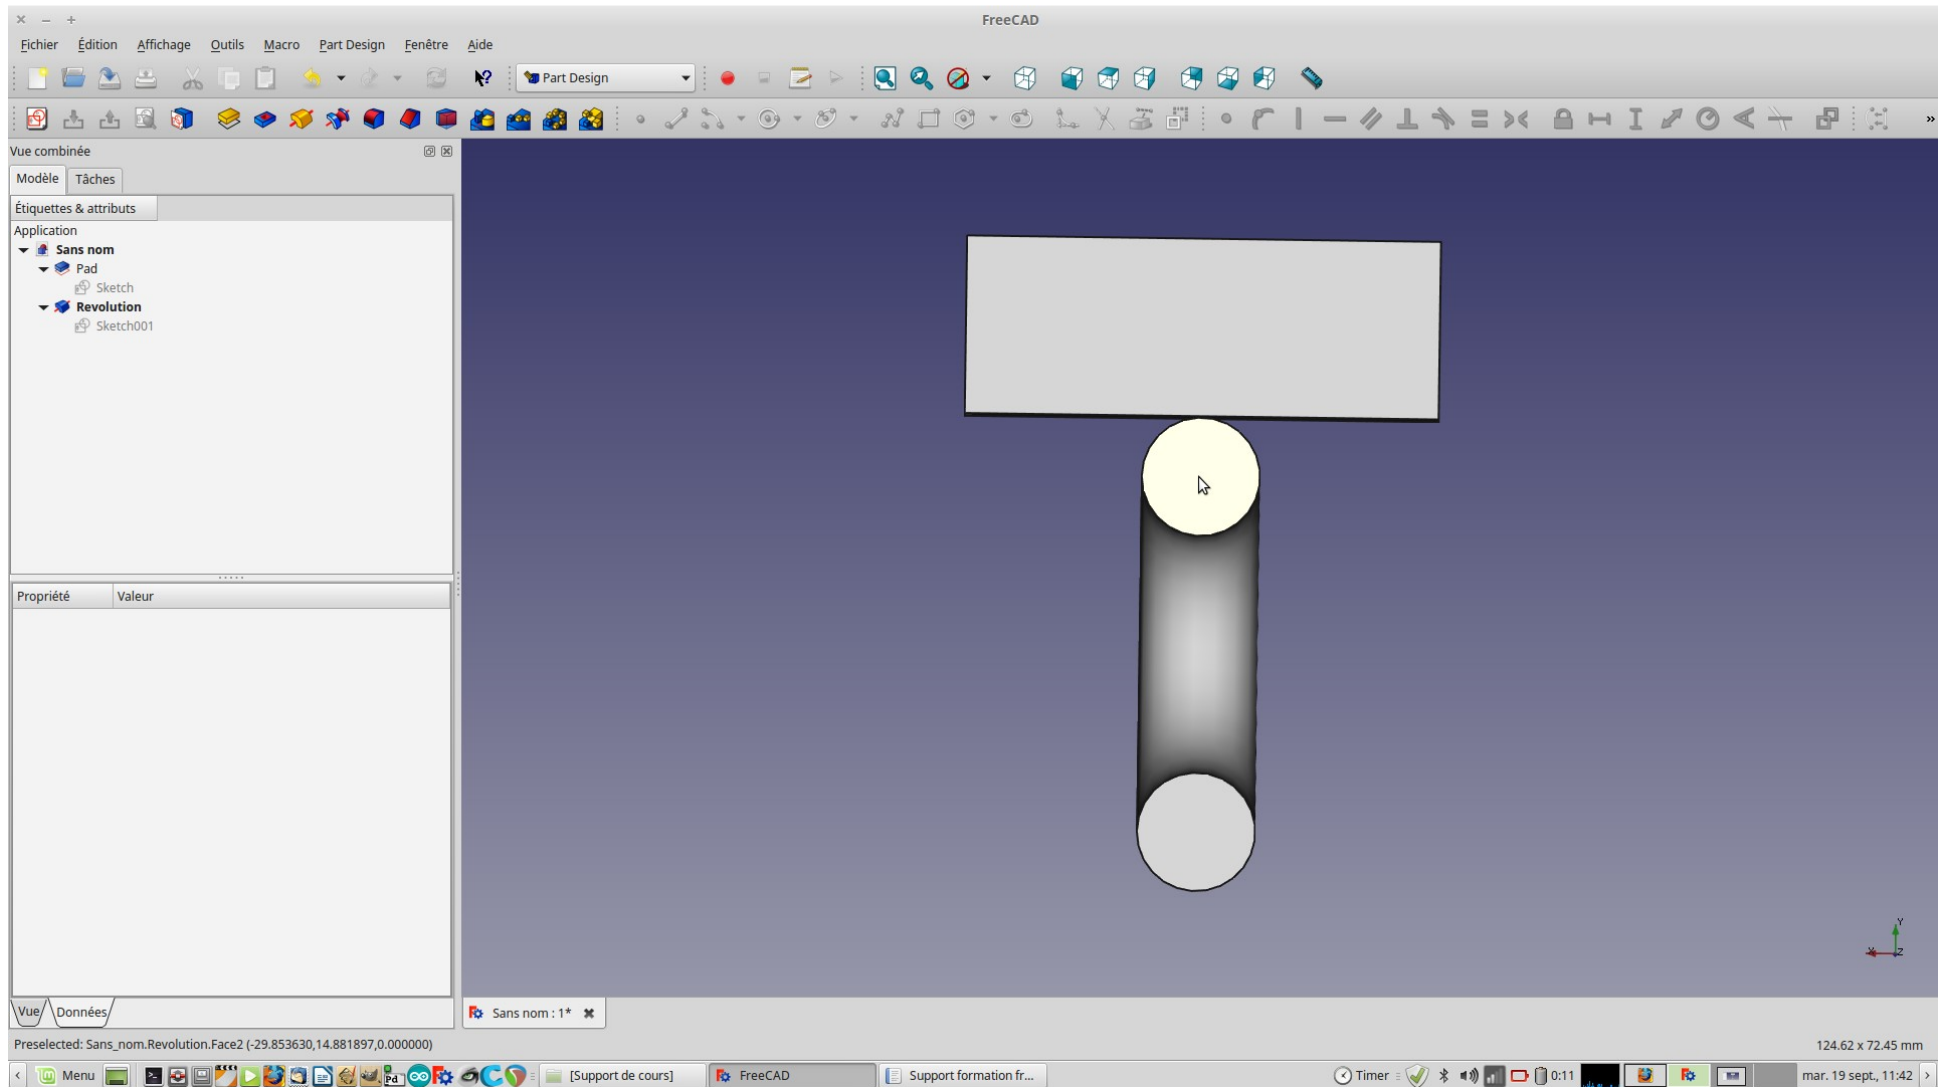 FreeCAD
Fichier Édition Affichage Outils Macro Part Design Fenêtre Aide
Part Design
Vue combinée
Modèle Tâches
Étiquettes & attributs
Application
Sans nom
Pad
Sketch
Revolution
Sketch001
Propriété Valeur
Y
X Z
Vue Données
Sans nom : 1*
Preselected: Sans_nom.Revolution.Face2 (-29.853630,14.881897,0.000000) 124.62 x 72.45 mm
Menu Pd [Support de cours] FreeCAD Support formation fr... Timer 0:11 mar. 19 sept., 11:42